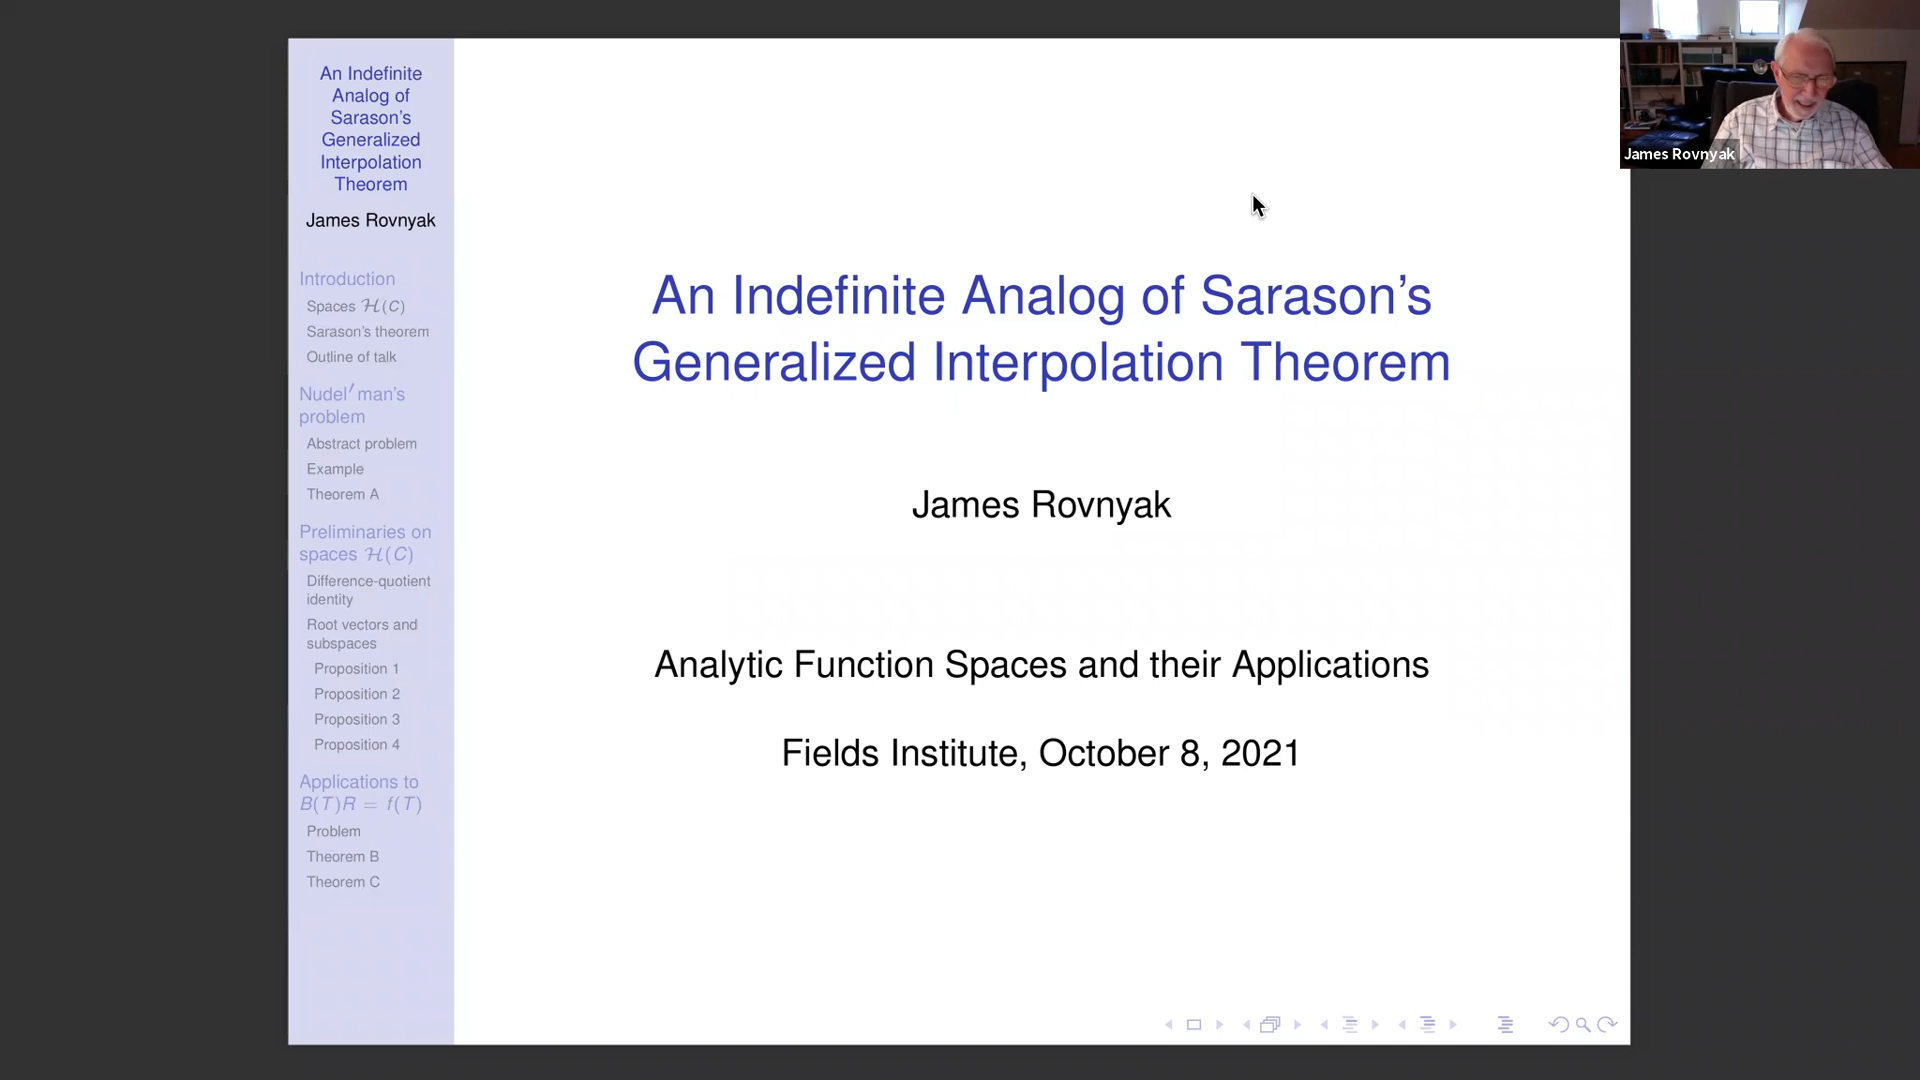 An Indefinite
Analog of
Sarason's
Generalized
Interpolation
Theorem
James Rovnyak
Introduction
Spaces ℋ(C)
Sarason's theorem
Outline of talk
Nudel′man's
problem
Abstract problem
Example
Theorem A
Preliminaries on
spaces ℋ(C)
Difference-quotient
identity
Root vectors and
subspaces
Proposition 1
Proposition 2
Proposition 3
Proposition 4
Applications to
B(T)R = f(T)
Problem
Theorem B
Theorem C
An Indefinite Analog of Sarason's
Generalized Interpolation Theorem
James Rovnyak
Analytic Function Spaces and their Applications
Fields Institute, October 8, 2021
James Rovnyak